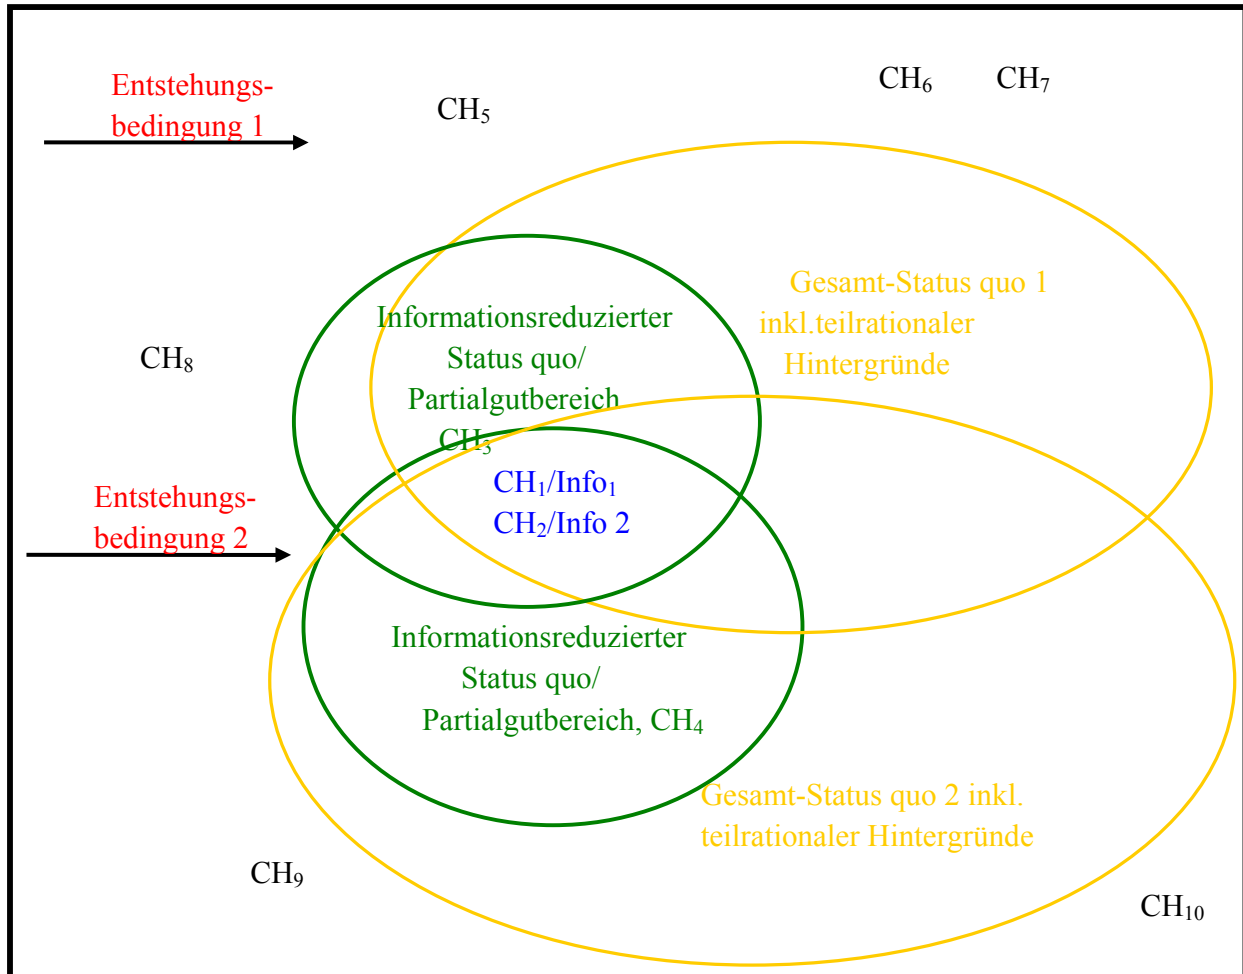 Entstehungs-
bedingung 1
CH₅
CH₆
CH₇
Gesamt-Status quo 1
inkl.teilrationaler
Hintergründe
Informationsreduzierter
Status quo/
Partialgutbereich
CH₃
CH₈
CH₁/Info₁
CH₂/Info 2
Entstehungs-
bedingung 2
Informationsreduzierter
Status quo/
Partialgutbereich, CH₄
Gesamt-Status quo 2 inkl.
teilrationaler Hintergründe
CH₉
CH₁₀